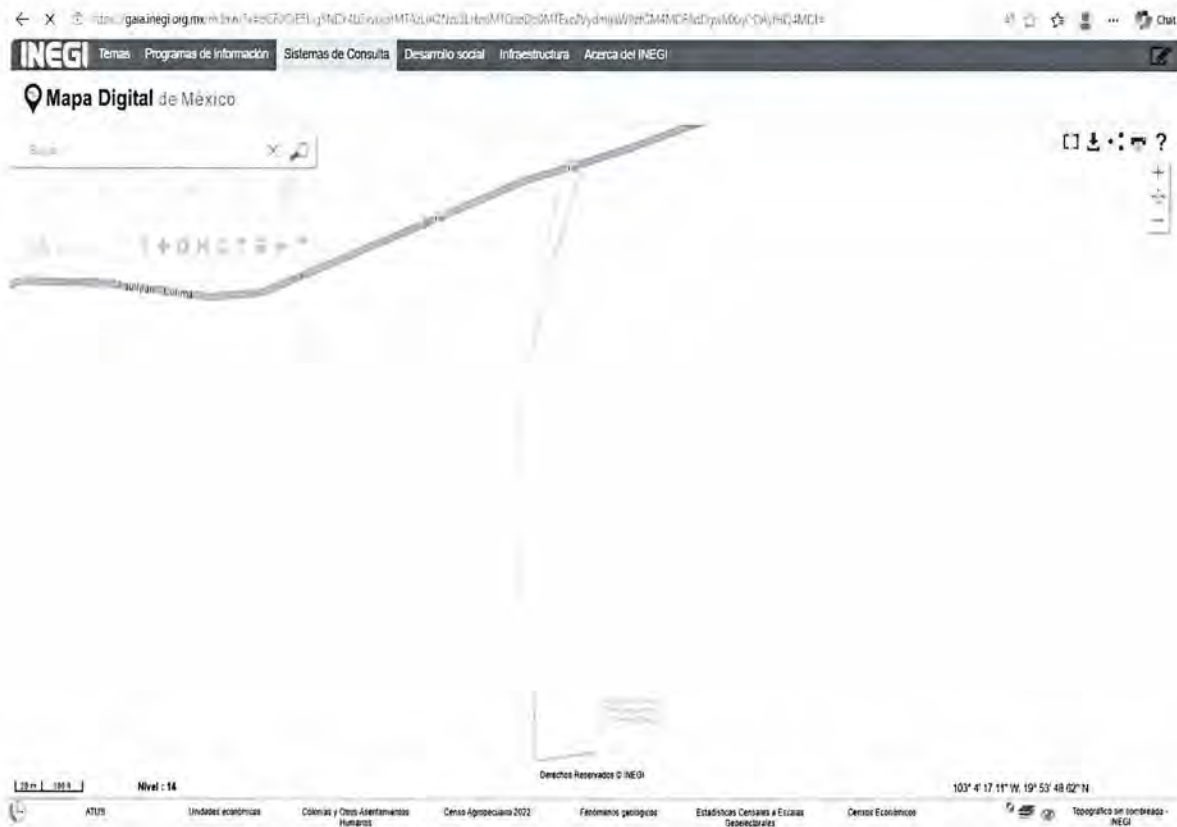 gaia.inegi.org.mx
Chat
INEGI Temas Programas de Información Sistemas de Consulta Desarrollo social Infraestructura Acerca del INEGI
Mapa Digital de México
Derechos Reservados © INEGI
Nivel : 14
103° 4' 17.11" W, 19° 53' 48.62" N
ATUS
Unidades económicas
Colonias y Otros Asentamientos Humanos
Censo Agropecuario 2022
Fenómenos geológicos
Estadísticas Censales a Escalas Geoelectorales
Censos Económicos
Topográfico sin sombreado - INEGI